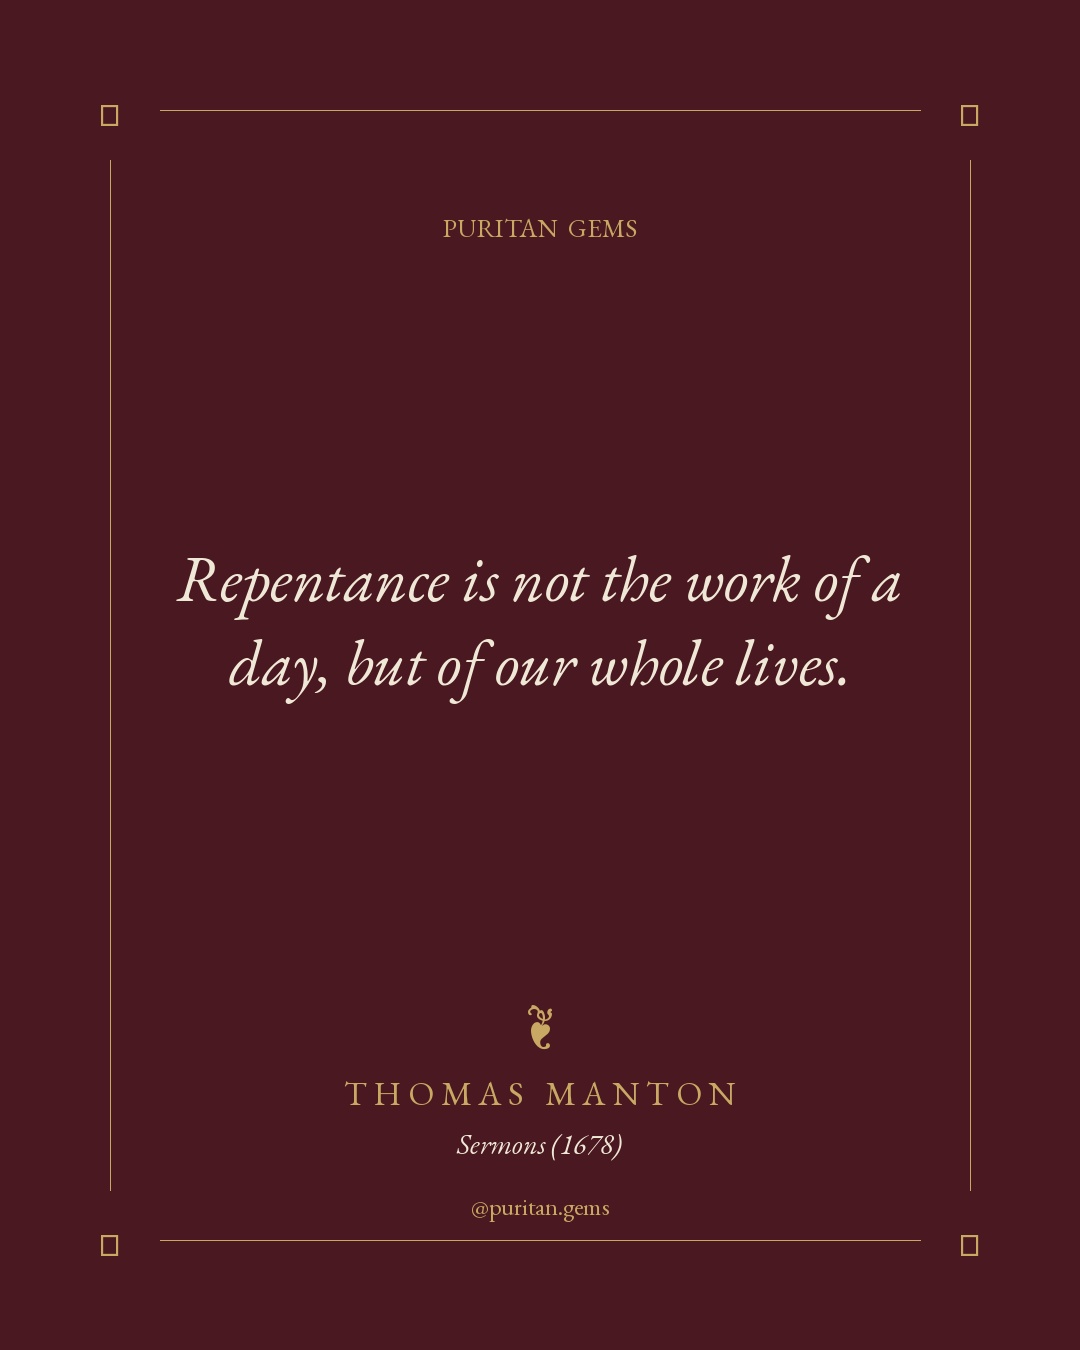 PURITAN GEMS
Repentance is not the work of a
day, but of our whole lives.
THOMAS MANTON
Sermons (1678)
@puritan.gems